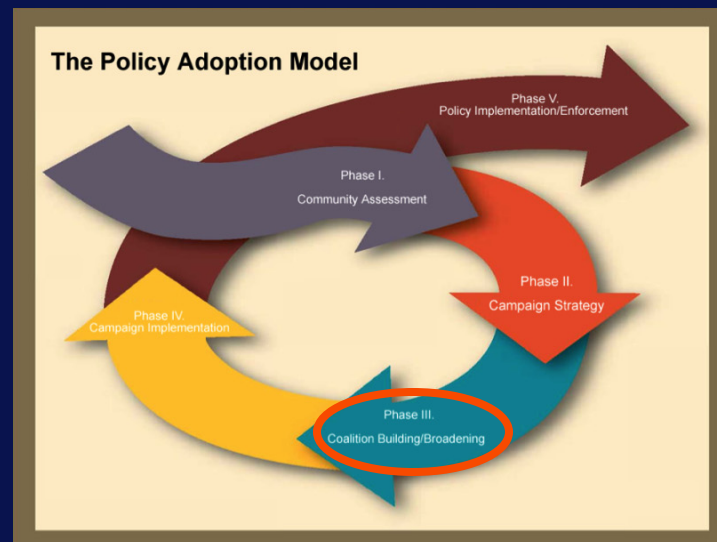 The Policy Adoption Model
Phase V.
Policy Implementation/Enforcement
Phase I.
Community Assessment
Phase II.
Campaign Strategy
Phase III.
Coalition Building/Broadening
Phase IV.
Campaign Implementation